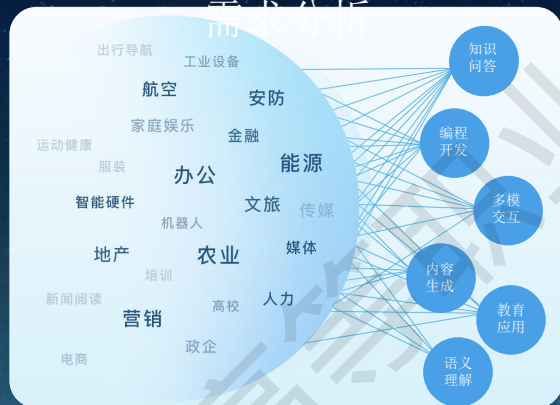 需求分析
出行导航
工业设备
航空
安防
家庭娱乐
金融
运动健康
服装
办公
能源
智能硬件
文旅
传媒
机器人
地产
农业
媒体
培训
新闻阅读
高校
人力
营销
政企
电商
知识
问答
编程
开发
多模
交互
内容
生成
教育
应用
语义
理解